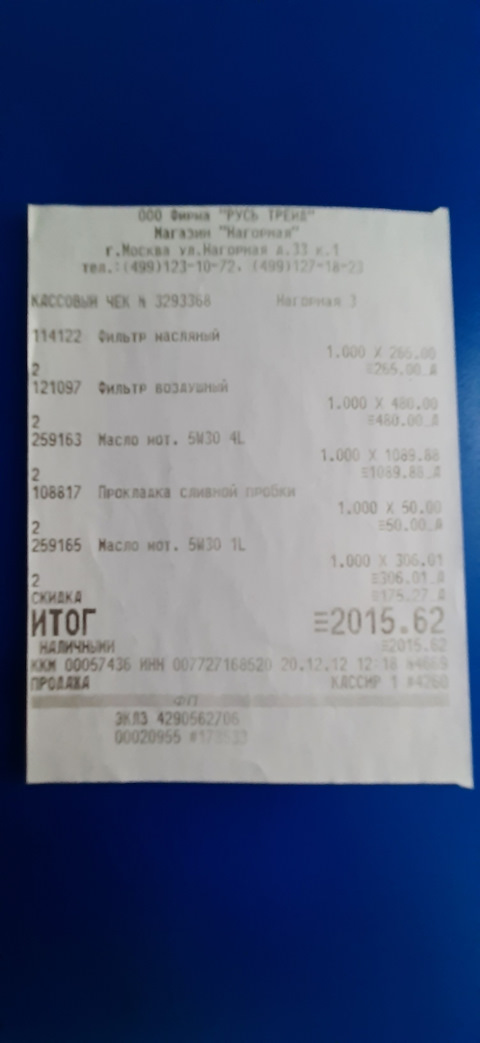 ООО Фирма "РУСЬ ТРЕЙД"
Магазин "Нагорная"
г.Москва ул.Нагорная д.33 к.1
тел.:(499)123-10-72, (499)127-18-23
КАССОВЫЙ ЧЕК N 3293368 Нагорная 3
114122 Фильтр масляный
1.000 X 265.00
2 ≡265.00_А
121097 Фильтр воздушный
1.000 X 480.00
2 ≡480.00_А
259163 Масло мот. 5W30 4L
1.000 X 1089.88
2 ≡1089.88_А
108817 Прокладка сливной пробки
1.000 X 50.00
2 ≡50.00_А
259165 Масло мот. 5W30 1L
1.000 X 306.01
2 ≡306.01_А
СКИДКА ≡175.27_А
ИТОГ ≡2015.62
НАЛИЧНЫМИ ≡2015.62
ККМ 00057436 ИНН 007727168520 20.12.12 12:18
ПРОДАЖА КАССИР 1 #4260
ФП
ЭКЛЗ 4290562706
00020955